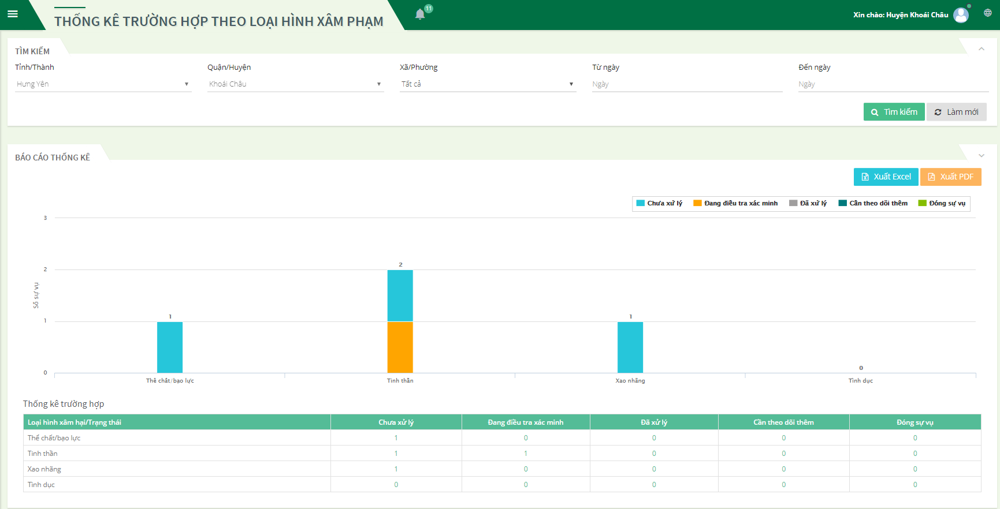 THỐNG KÊ TRƯỜNG HỢP THEO LOẠI HÌNH XÂM PHẠM
11
Xin chào: Huyện Khoái Châu
TÌM KIẾM
Tỉnh/Thành Quận/Huyện Xã/Phường Từ ngày Đến ngày
Hưng Yên Khoái Châu Tất cả Ngày Ngày
Tìm kiếm Làm mới
BÁO CÁO THỐNG KÊ
Xuất Excel Xuất PDF
Chưa xử lý Đang điều tra xác minh Đã xử lý Cần theo dõi thêm Đóng sự vụ
3
2
1
0
Số sự vụ
1 2 1 0
Thể chất/bạo lực Tinh thần Xao nhãng Tình dục
Thống kê trường hợp
Loại hình xâm hại/Trạng thái Chưa xử lý Đang điều tra xác minh Đã xử lý Cần theo dõi thêm Đóng sự vụ
Thể chất/bạo lực 1 0 0 0 0
Tinh thần 1 1 0 0 0
Xao nhãng 1 0 0 0 0
Tình dục 0 0 0 0 0